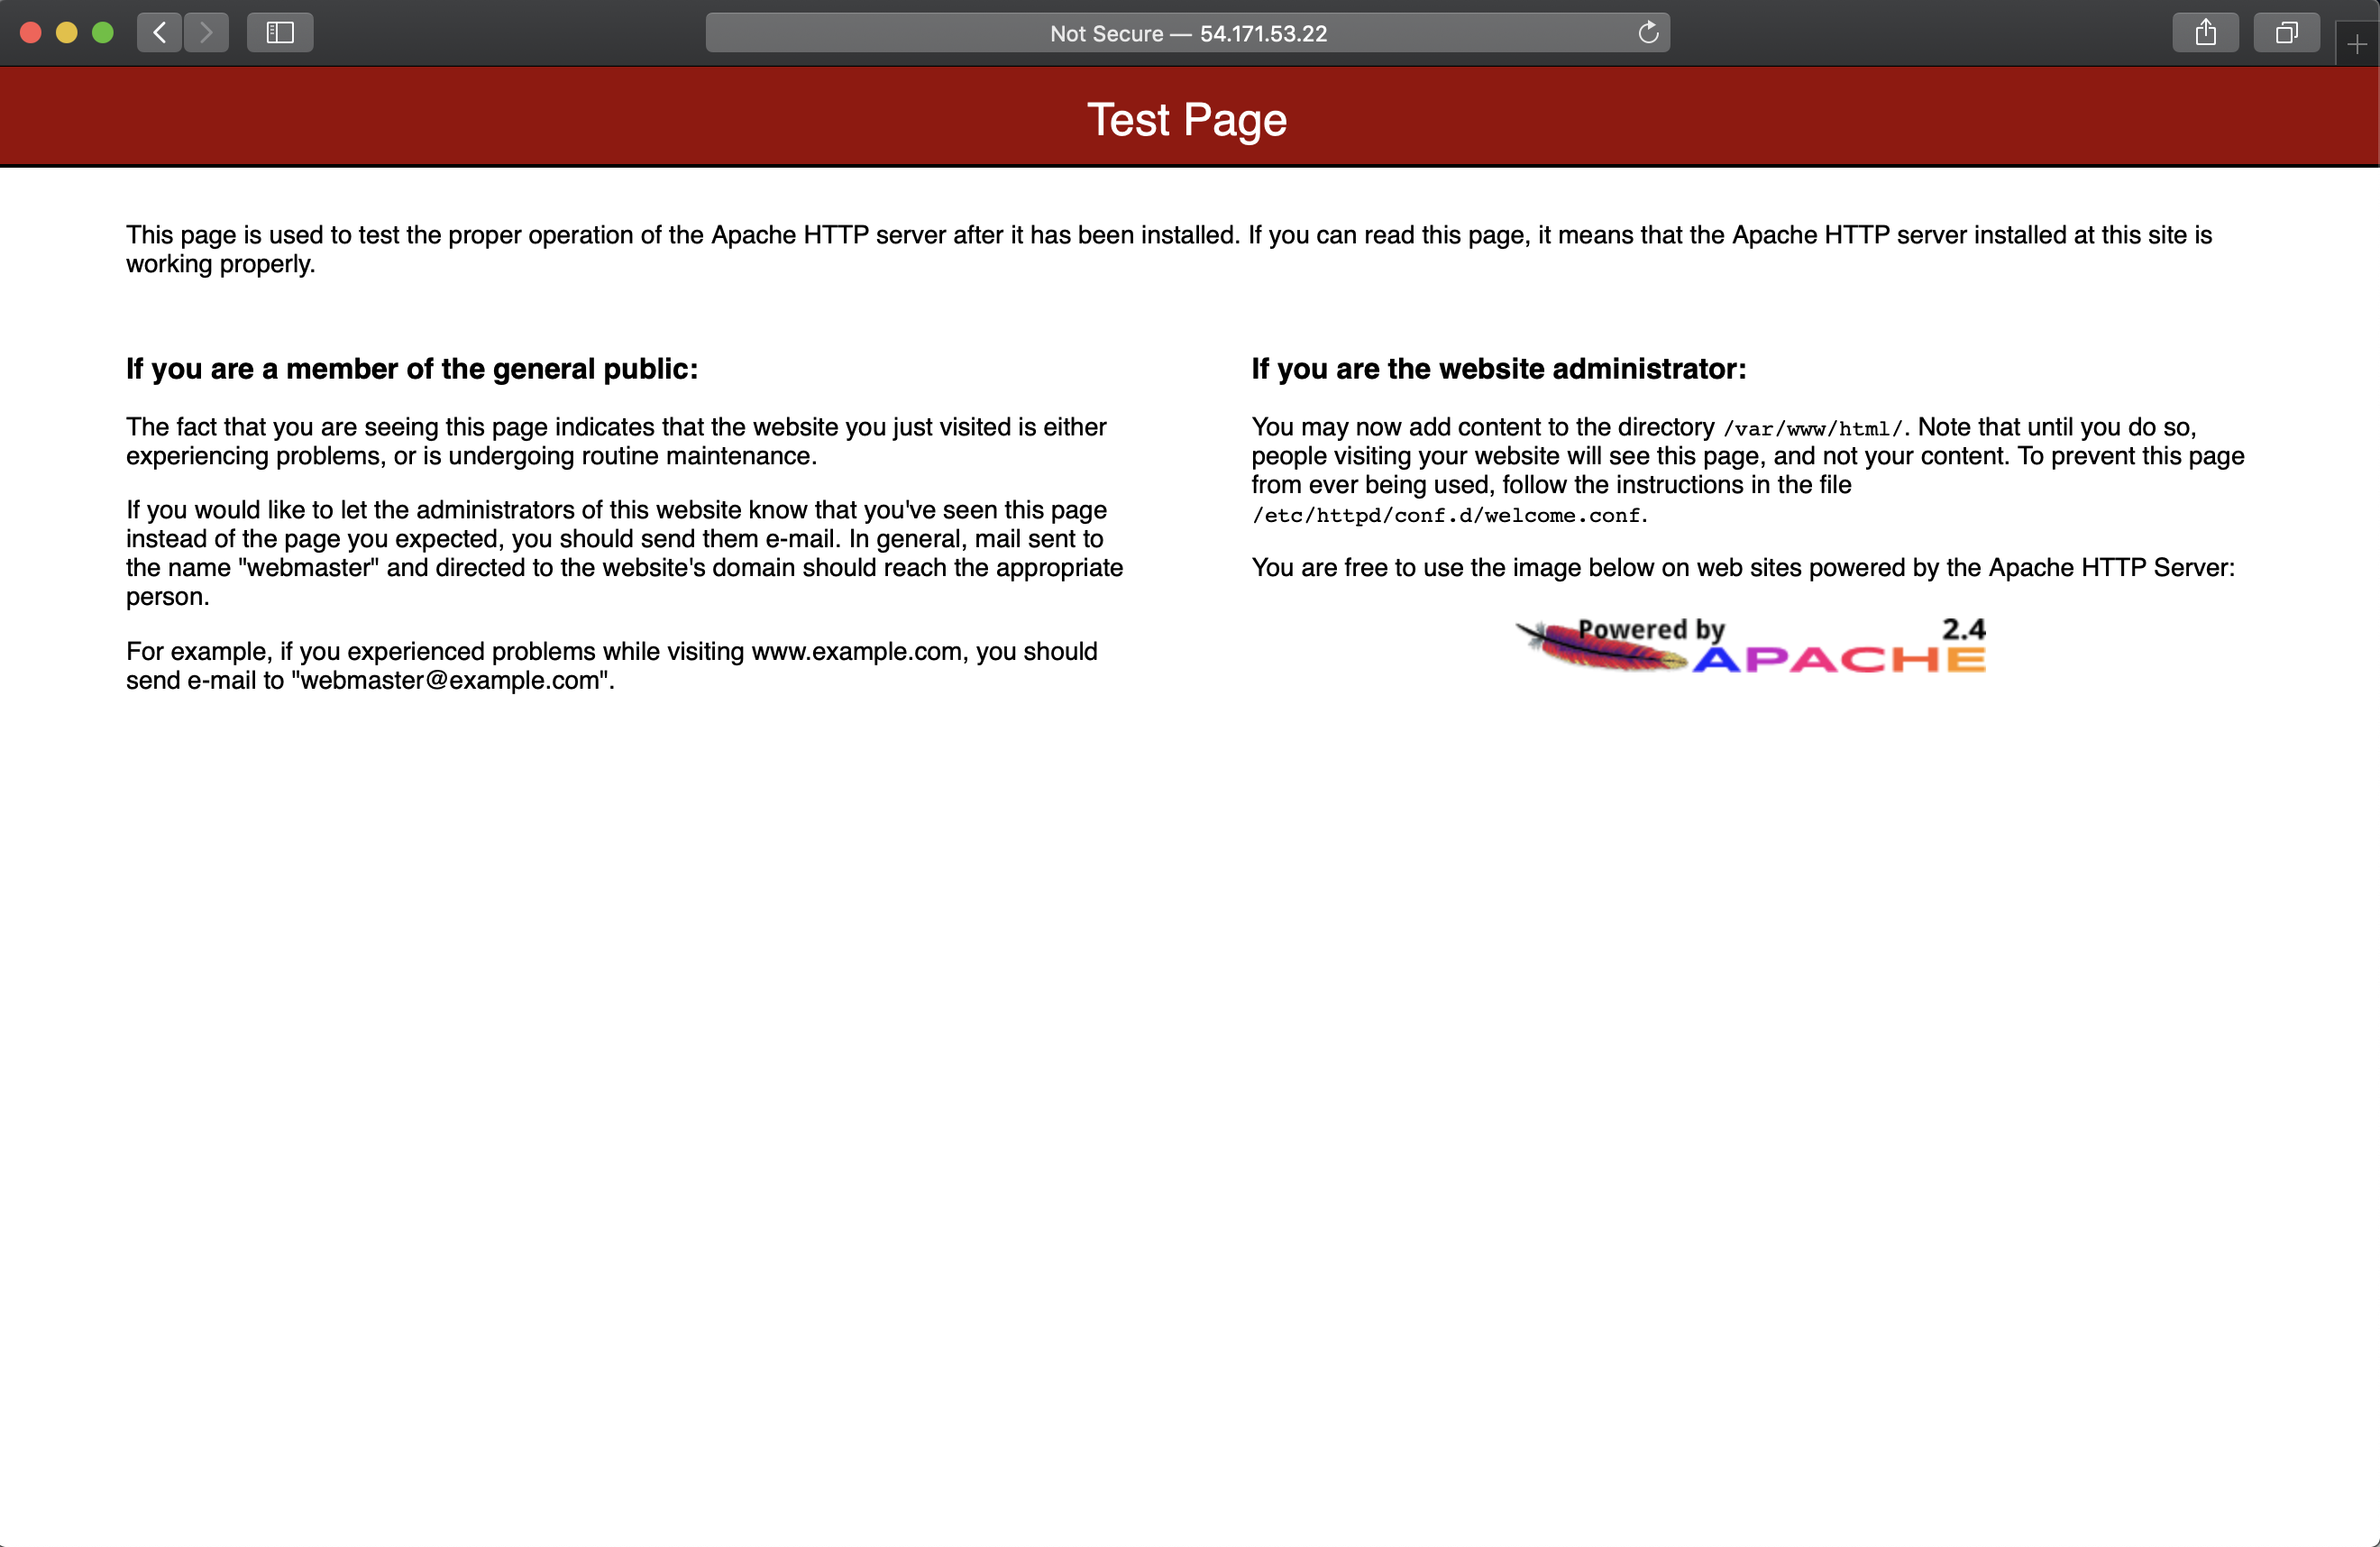 Not Secure — 54.171.53.22
Test Page
This page is used to test the proper operation of the Apache HTTP server after it has been installed. If you can read this page, it means that the Apache HTTP server installed at this site is
working properly.
If you are a member of the general public:
The fact that you are seeing this page indicates that the website you just visited is either
experiencing problems, or is undergoing routine maintenance.
If you would like to let the administrators of this website know that you've seen this page
instead of the page you expected, you should send them e-mail. In general, mail sent to
the name "webmaster" and directed to the website's domain should reach the appropriate
person.
For example, if you experienced problems while visiting www.example.com, you should
send e-mail to "webmaster@example.com".
If you are the website administrator:
You may now add content to the directory /var/www/html/. Note that until you do so,
people visiting your website will see this page, and not your content. To prevent this page
from ever being used, follow the instructions in the file
/etc/httpd/conf.d/welcome.conf.
You are free to use the image below on web sites powered by the Apache HTTP Server:
Powered by 2.4
APACHE